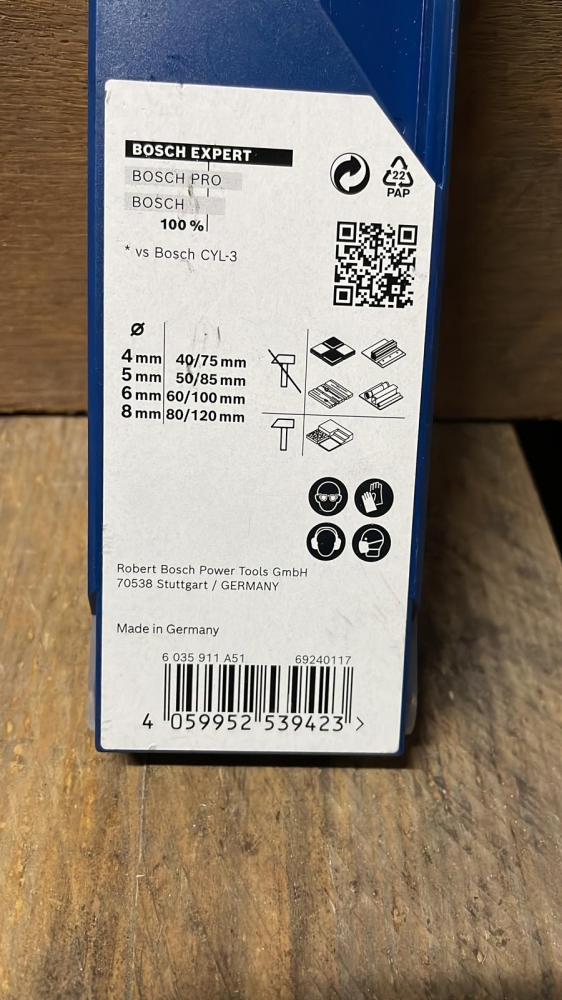 BOSCH EXPERT
BOSCH PRO
BOSCH
100 %
* vs Bosch CYL-3
22
PAP
Ø
4 mm 40/75 mm
5 mm 50/85 mm
6 mm 60/100 mm
8 mm 80/120 mm
Robert Bosch Power Tools GmbH
70538 Stuttgart / GERMANY
Made in Germany
6 035 911 A51 69240117
4 059952 539423 >